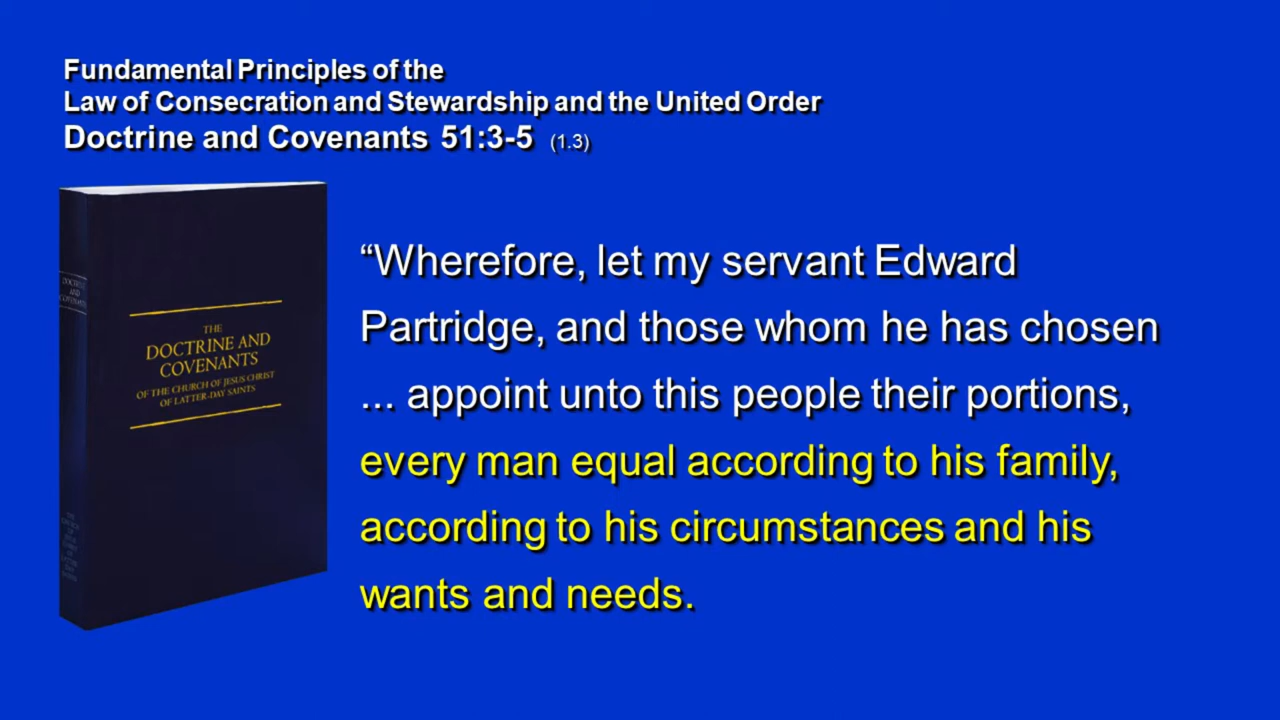 Fundamental Principles of the
Law of Consecration and Stewardship and the United Order
Doctrine and Covenants 51:3-5 (1.3)
DOCTRINE
AND
COVENANTS
THE
DOCTRINE AND
COVENANTS
OF THE CHURCH OF JESUS CHRIST
OF LATTER-DAY SAINTS
“Wherefore, let my servant Edward
Partridge, and those whom he has chosen
... appoint unto this people their portions,
every man equal according to his family,
according to his circumstances and his
wants and needs.